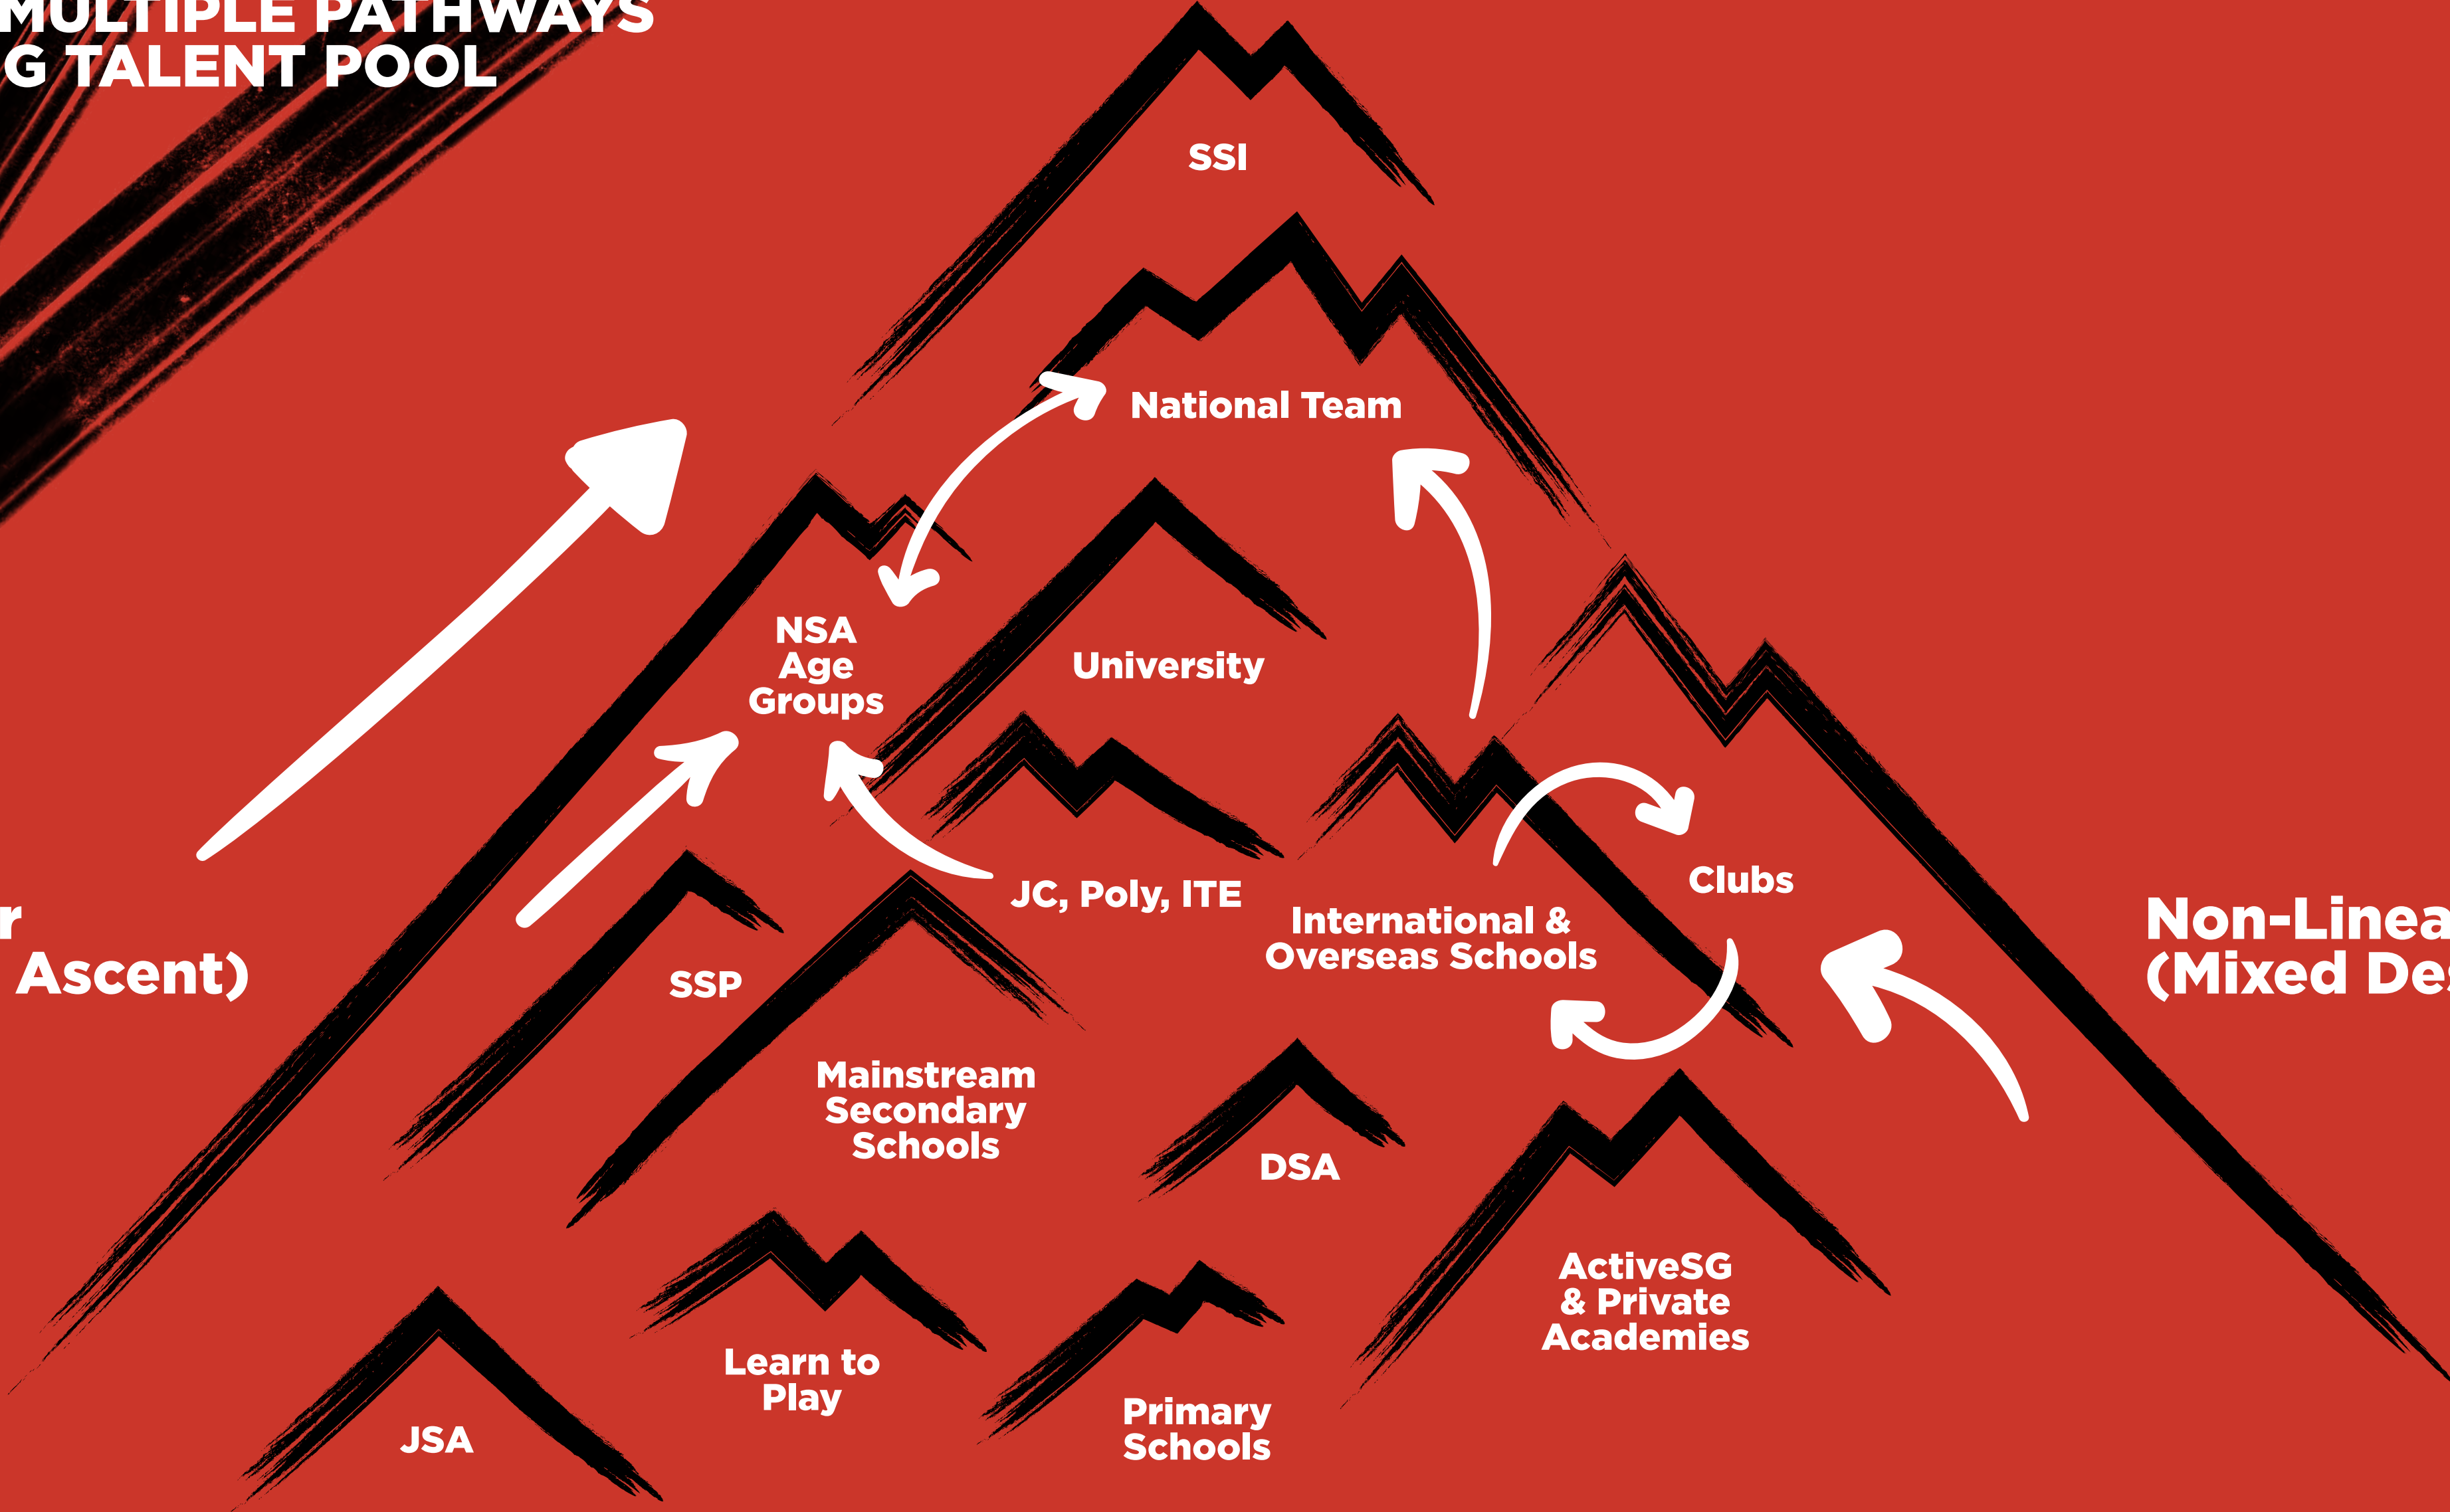 MULTIPLE PATHWAYS
G TALENT POOL
SSI
National Team
NSA
Age
Groups
University
JC, Poly, ITE
Clubs
International &
Overseas Schools
r
Ascent)
Non-Linea
(Mixed Des
SSP
Mainstream
Secondary
Schools
DSA
ActiveSG
& Private
Academies
Learn to
Play
Primary
Schools
JSA